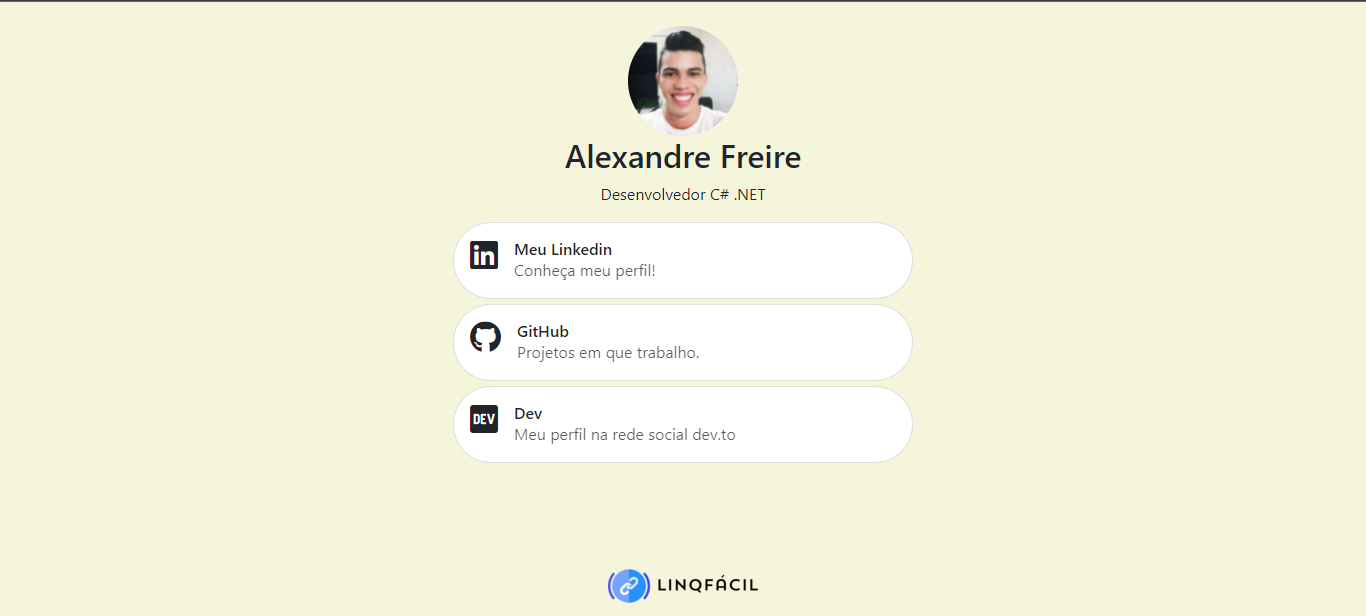 Alexandre Freire
Desenvolvedor C# .NET
Meu Linkedin
Conheça meu perfil!
GitHub
Projetos em que trabalho.
DEV
Dev
Meu perfil na rede social dev.to
LINQFÁCIL